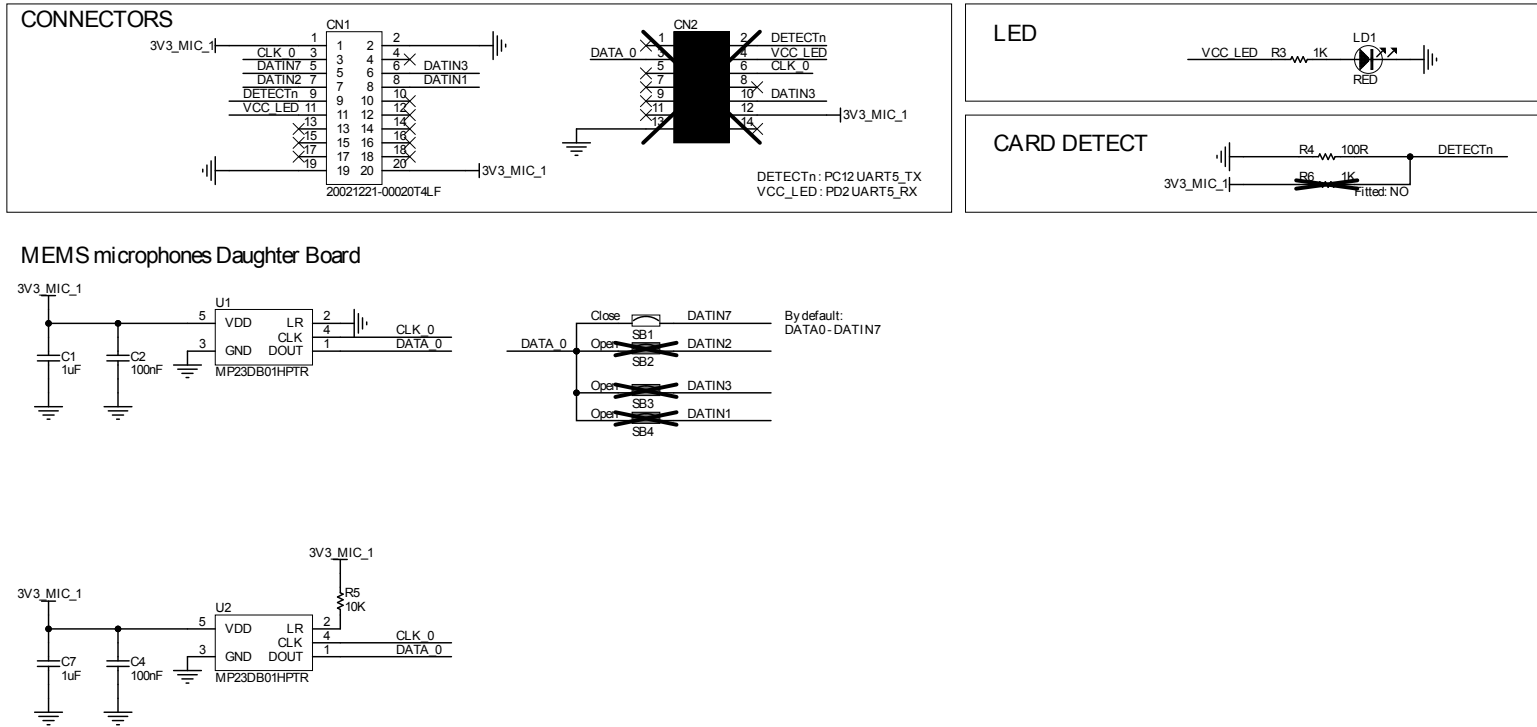 CONNECTORS
CN1
3V3_MIC_1 1 1 2 2
CLK_0 3 3 4 4
DATIN7 5 5 6 6 DATIN3
DATIN2 7 7 8 8 DATIN1
DETECTn 9 9 10 10
VCC_LED 11 11 12 12
13 13 14 14
15 15 16 16
17 17 18 18
19 19 20 20 3V3_MIC_1
20021221-00020T4LF
CN2
1 2 DETECTn
DATA_0 3 4 VCC_LED
5 6 CLK_0
7 8
9 10 DATIN3
11 12 3V3_MIC_1
13 14
DETECTn : PC12 UART5_TX
VCC_LED : PD2 UART5_RX
LED
LD1
VCC_LED R3 1K
RED
CARD DETECT
R4 100R DETECTn
3V3_MIC_1 R6 1K
Fitted: NO
MEMS microphones Daughter Board
3V3_MIC_1
U1
5 VDD LR 2
CLK 4 CLK_0
3 GND DOUT 1 DATA_0
MP23DB01HPTR
C1
1uF
C2
100nF
Close DATIN7
SB1
DATA_0 Open DATIN2
SB2
Open DATIN3
SB3
Open DATIN1
SB4
By default:
DATA0 - DATIN7
3V3_MIC_1
R5
10K
3V3_MIC_1
U2
5 VDD LR 2
CLK 4 CLK_0
3 GND DOUT 1 DATA_0
MP23DB01HPTR
C7
1uF
C4
100nF